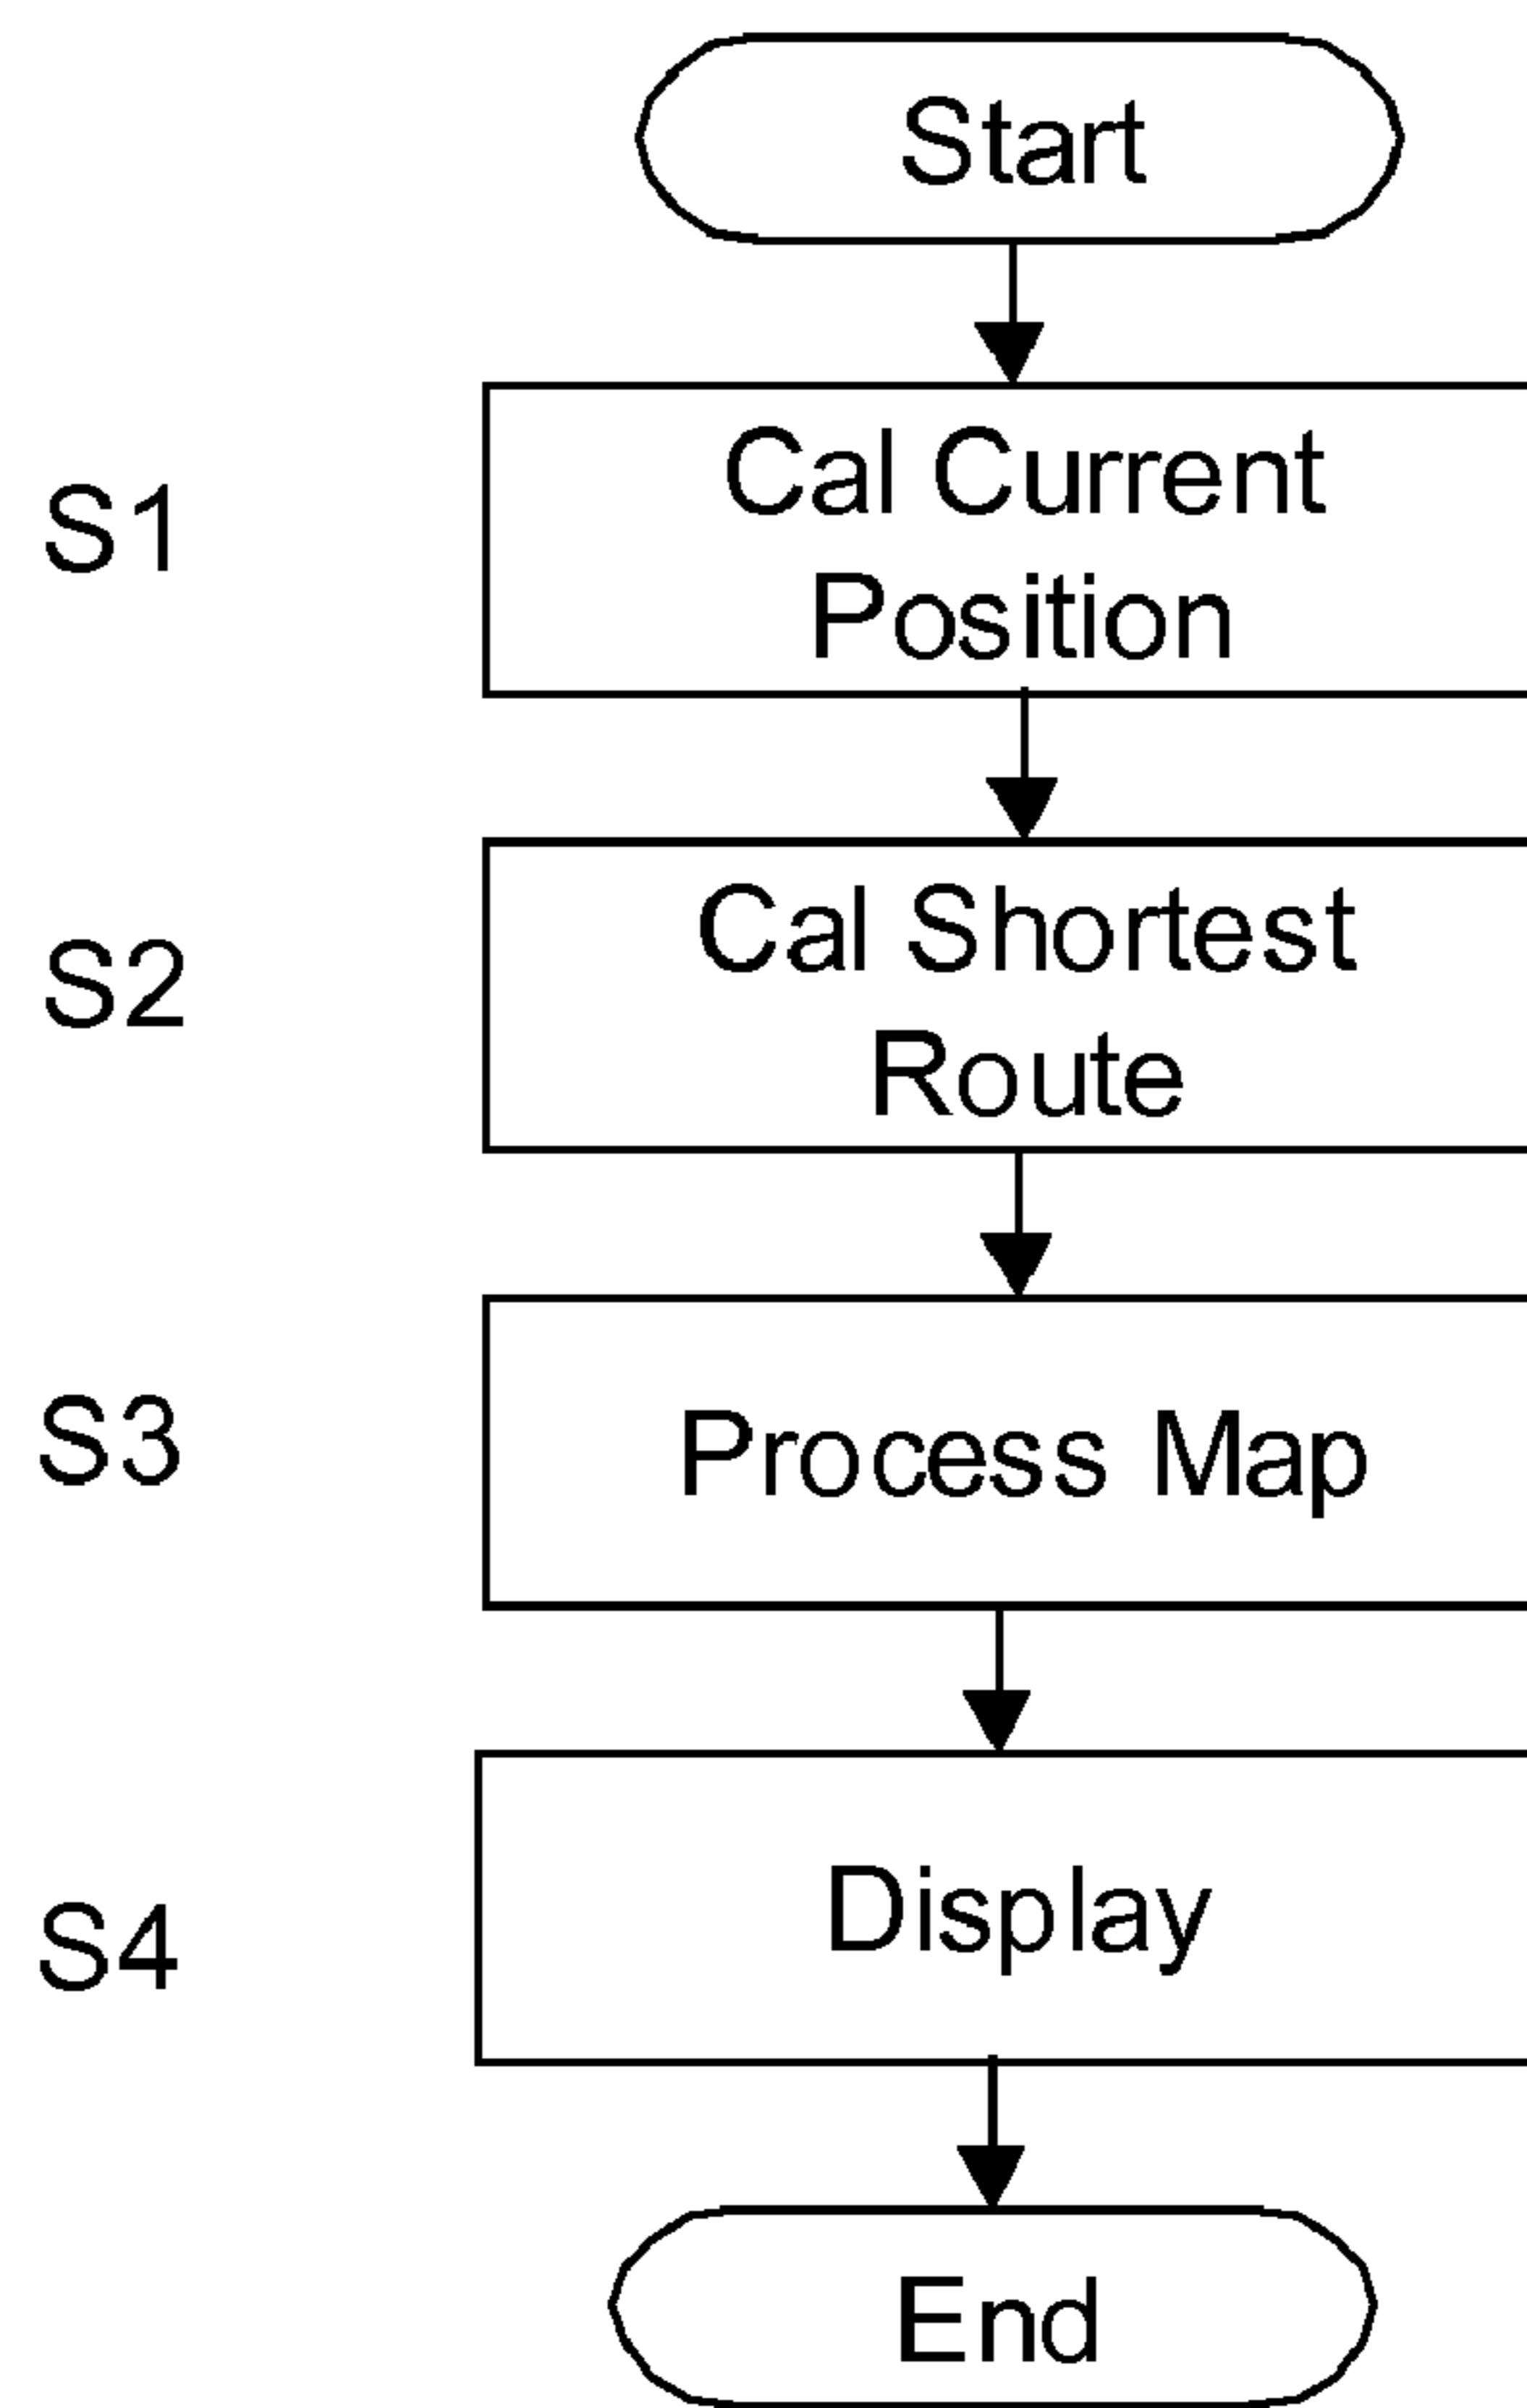 Start
S1
Cal Current
Position
S2
Cal Shortest
Route
S3
Process Map
S4
Display
End